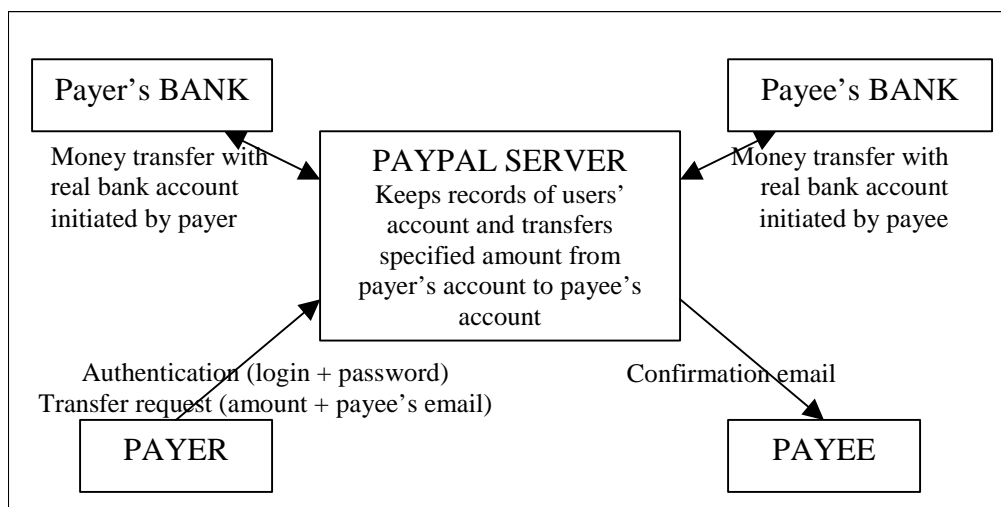 Payer’s BANK
Payee’s BANK
Money transfer with
real bank account
initiated by payer
PAYPAL SERVER
Keeps records of users’
account and transfers
specified amount from
payer’s account to payee’s
account
Money transfer with
real bank account
initiated by payee
Authentication (login + password)
Transfer request (amount + payee’s email)
Confirmation email
PAYER
PAYEE